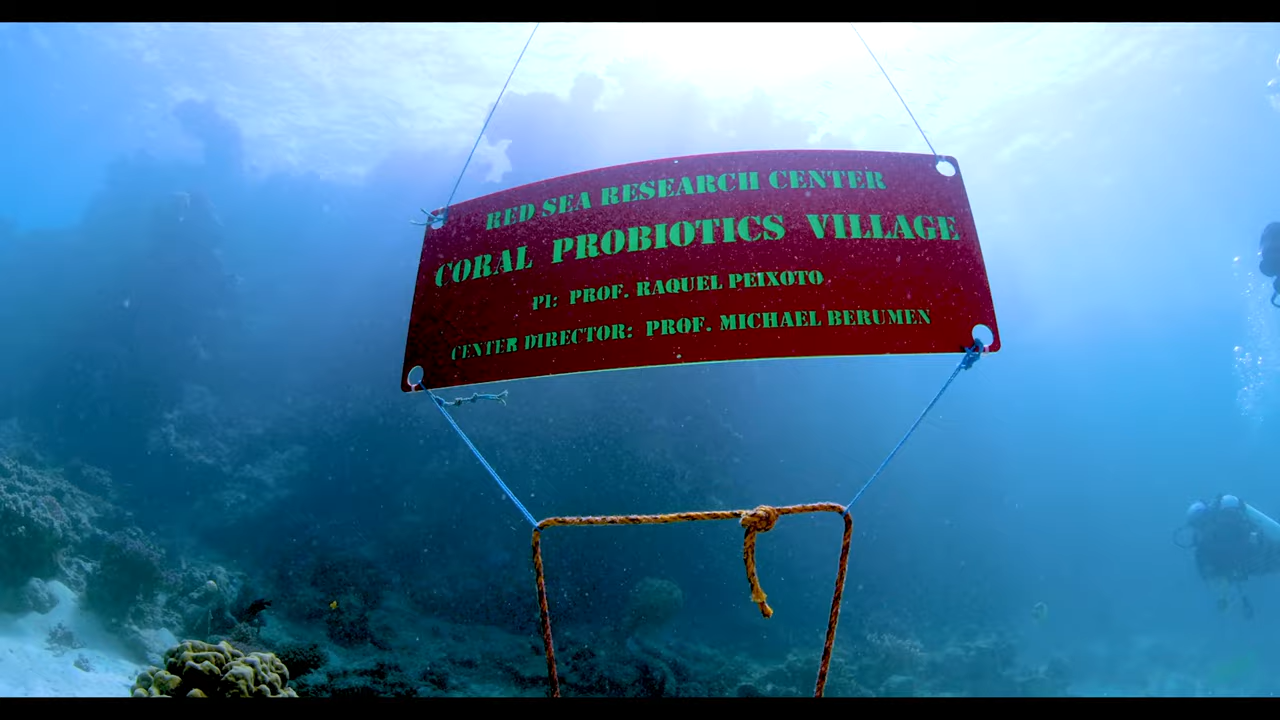 RED SEA RESEARCH CENTER
CORAL PROBIOTICS VILLAGE
PI: PROF. RAQUEL PEIXOTO
CENTER DIRECTOR: PROF. MICHAEL BERUMEN